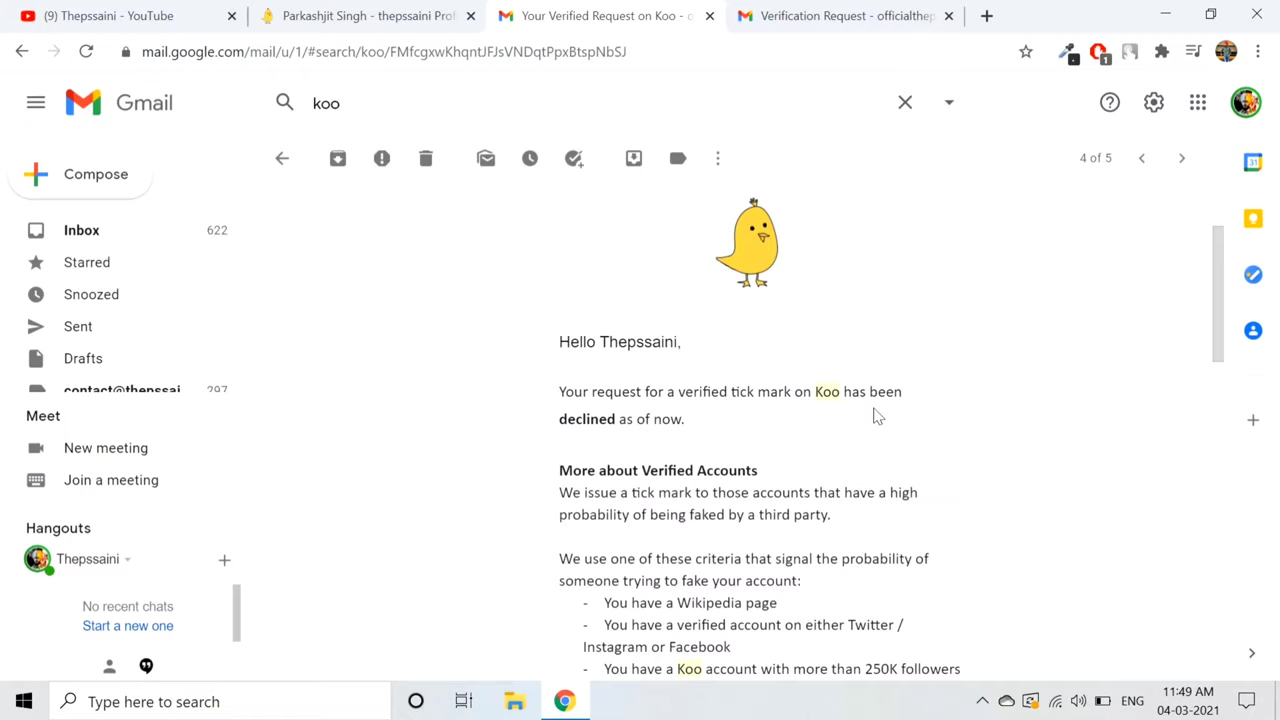 Thepssaini - YouTube
Parkashjit Singh - thepssaini Prof
Your Verified Request on Koo - o
Verification Request - officialthep
mail.google.com/mail/u/1/#search/koo/FMfcgxwKhqntJFJsVNDqtPpxBtspNbSJ
1
Gmail
koo
Compose
4 of 5
31
Inbox 622
Starred
Snoozed
Sent
Drafts
contact@thepssai 297
Meet
New meeting
Join a meeting
Hangouts
Thepssaini
No recent chats
Start a new one
Hello Thepssaini,
Your request for a verified tick mark on Koo has been
declined as of now.
More about Verified Accounts
We issue a tick mark to those accounts that have a high
probability of being faked by a third party.
We use one of these criteria that signal the probability of
someone trying to fake your account:
- You have a Wikipedia page
- You have a verified account on either Twitter /
Instagram or Facebook
- You have a Koo account with more than 250K followers
Type here to search
ENG
11:49 AM
04-03-2021